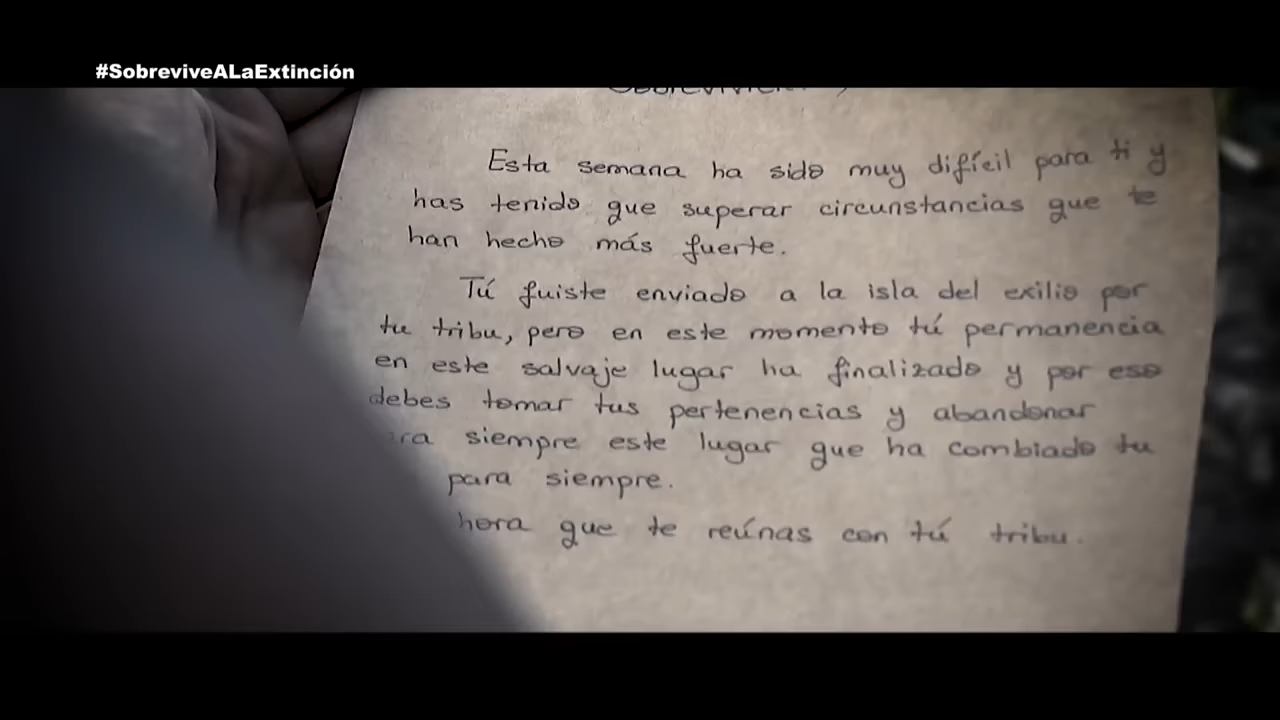 #SobreviveALaExtinción
Esta semana ha sido muy difícil para ti y
has tenido que superar circunstancias que te
han hecho más fuerte.
Tú fuiste enviado a la isla del exilio por
tu tribu, pero en este momento tú permanencia
en este salvaje lugar ha finalizado y por eso
debes tomar tus pertenencias y abandonar
siempre este lugar que ha combiado tu
para siempre.
hora que te reúnas con tú tribu.